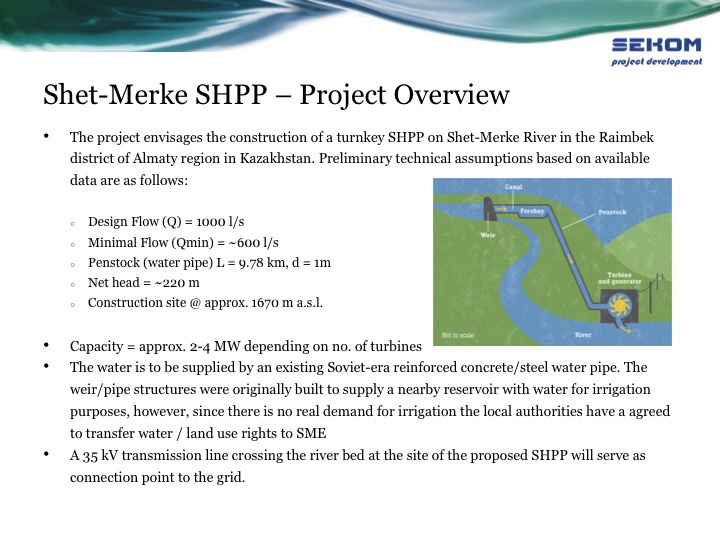 SEKOM
project development
Shet-Merke SHPP – Project Overview
• The project envisages the construction of a turnkey SHPP on Shet-Merke River in the Raimbek
district of Almaty region in Kazakhstan. Preliminary technical assumptions based on available
data are as follows:
○ Design Flow (Q) = 1000 l/s
○ Minimal Flow (Qmin) = ~600 l/s
○ Penstock (water pipe) L = 9.78 km, d = 1m
○ Net head = ~220 m
○ Construction site @ approx. 1670 m a.s.l.
Canal
Forebay
Penstock
Weir
Turbine
and generator
Not to scale
River
• Capacity = approx. 2-4 MW depending on no. of turbines
• The water is to be supplied by an existing Soviet-era reinforced concrete/steel water pipe. The
weir/pipe structures were originally built to supply a nearby reservoir with water for irrigation
purposes, however, since there is no real demand for irrigation the local authorities have a agreed
to transfer water / land use rights to SME
• A 35 kV transmission line crossing the river bed at the site of the proposed SHPP will serve as
connection point to the grid.